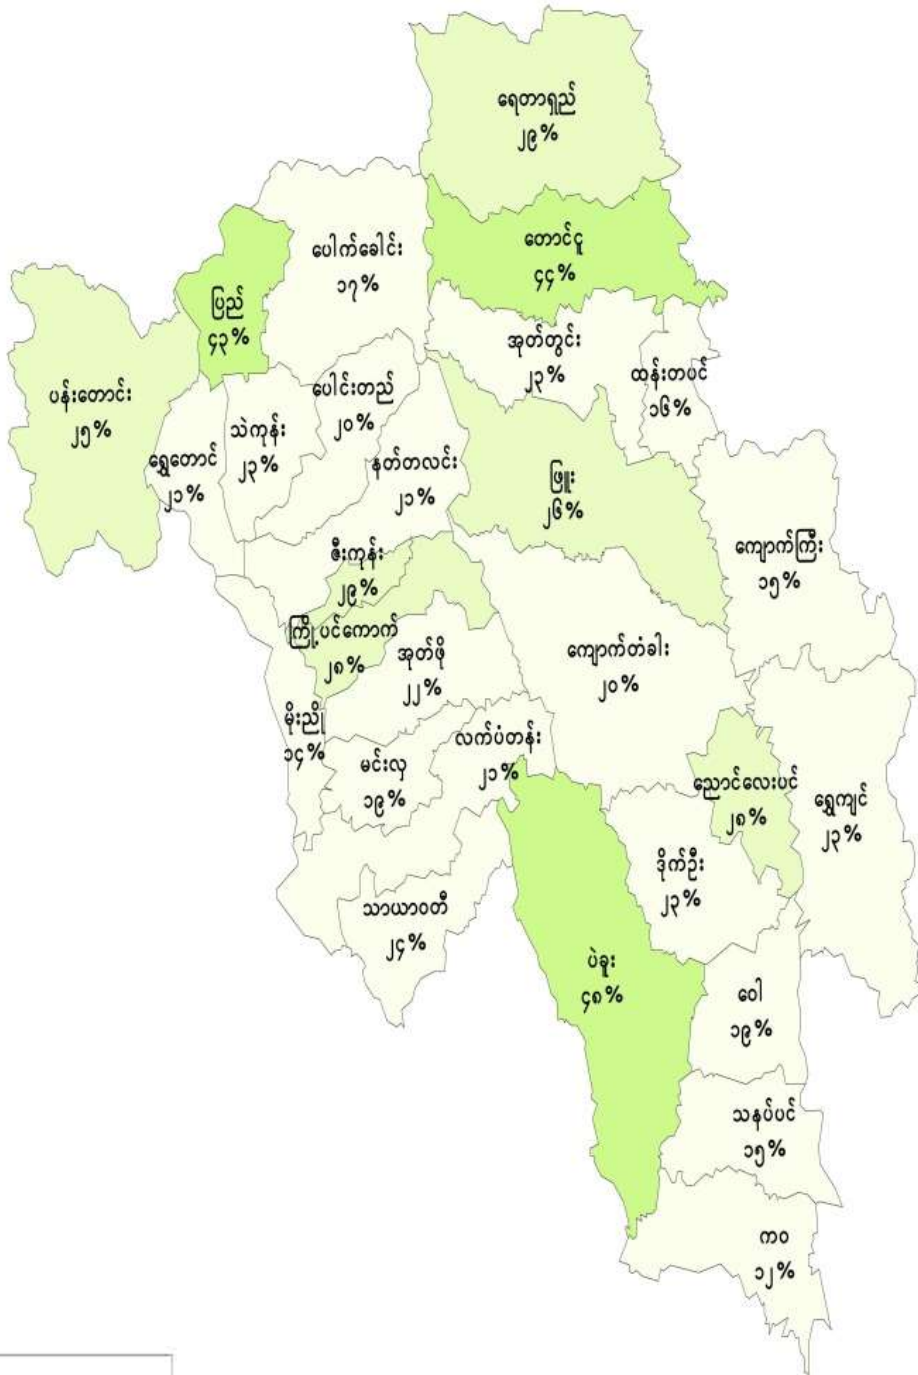 ရေတာရှည်
၂၉%
တောင်ငူ
၄၄%
ပေါက်ခေါင်း
၁၇%
ပြည်
၄၃%
အုတ်တွင်း
၂၃%
ထန်းတပင်
၁၆%
ပန်းတောင်း
၂၅%
ပေါင်းတည်
၂၀%
သဲကုန်း
၂၃%
ရွှေတောင်
၂၁%
နတ်တလင်း
၂၁%
ဖြူး
၂၆%
ကျောက်ကြီး
၁၅%
ဇီးကုန်း
၂၉%
ကြို့ပင်ကောက်
၂၈%
အုတ်ဖို
၂၂%
ကျောက်တံခါး
၂၀%
မိုးညို
၁၄%
လက်ပံတန်း
၂၁%
မင်းလှ
၁၉%
ညောင်လေးပင်
၂၈%
ရွှေကျင်
၂၃%
ဒိုက်ဦး
၂၃%
သာယာဝတီ
၂၄%
ပဲခူး
၄၈%
ဝေါ
၁၉%
သနပ်ပင်
၁၅%
ကဝ
၁၂%